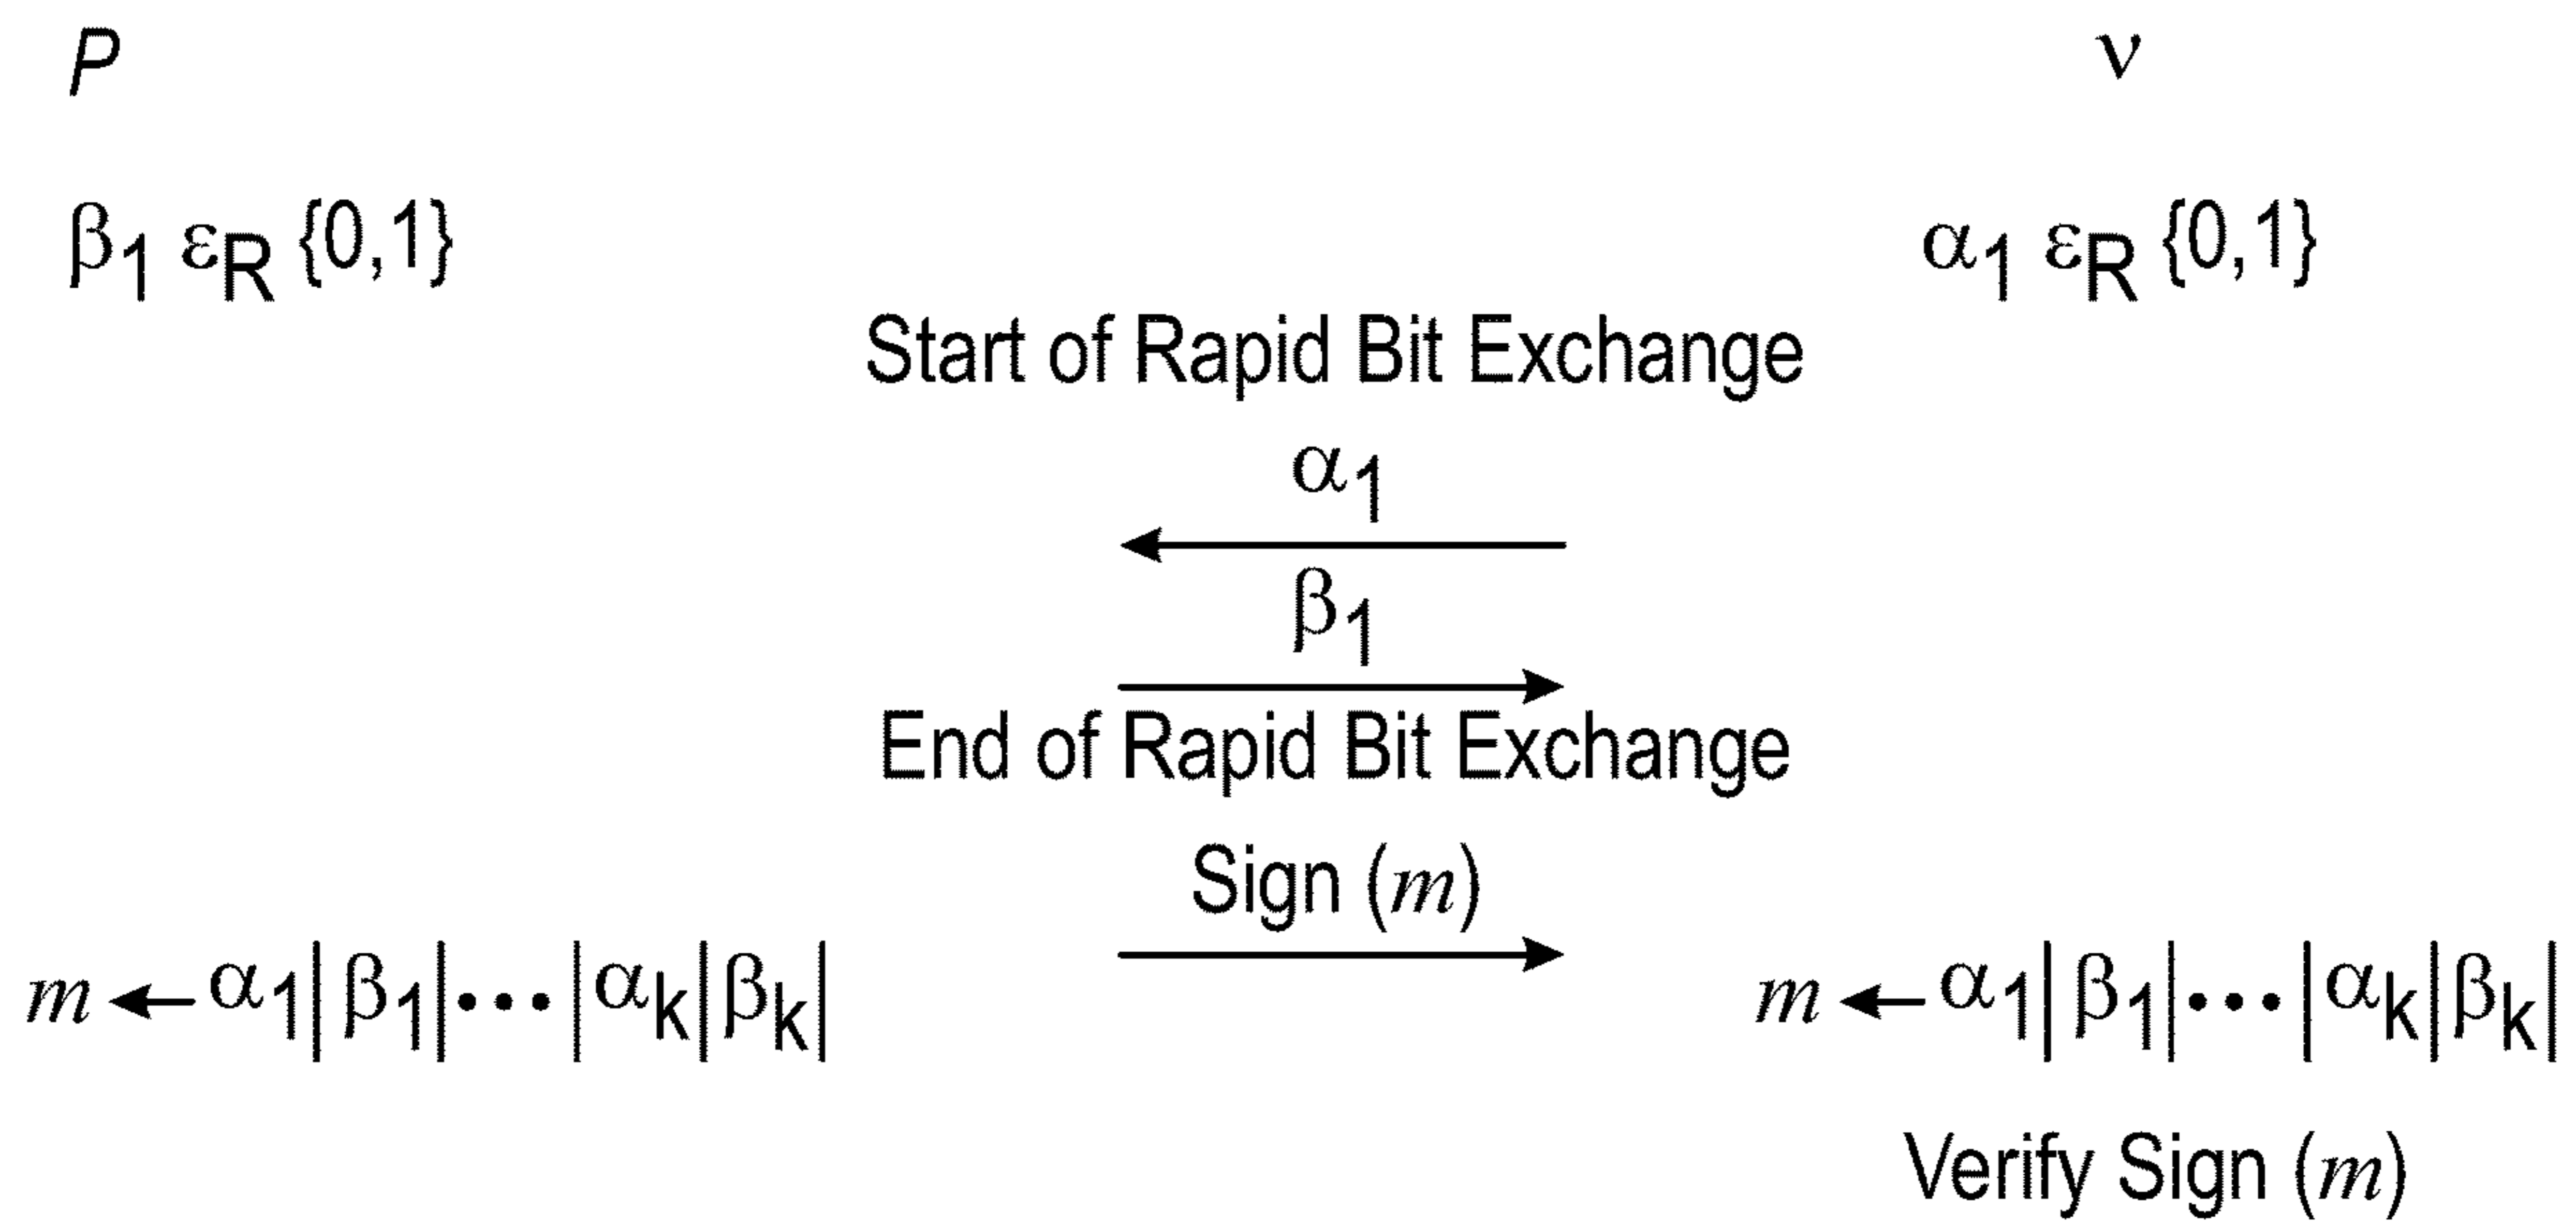 P ν
β₁ εR {0,1} α₁ εR {0,1}
Start of Rapid Bit Exchange
α₁
β₁
End of Rapid Bit Exchange
Sign (m)
m ← α₁| β₁|•••|αk|βk| m ← α₁| β₁|•••|αk|βk|
Verify Sign (m)